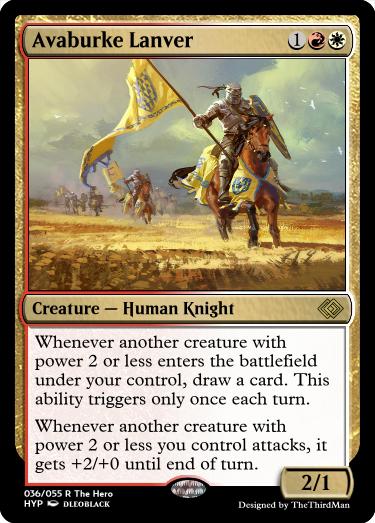 Avaburke Lanver 1
Creature — Human Knight
Whenever another creature with
power 2 or less enters the battlefield
under your control, draw a card. This
ability triggers only once each turn.
Whenever another creature with
power 2 or less you control attacks, it
gets +2/+0 until end of turn.
2/1
036/055 R The Hero
HYP DLEOBLACK
Designed by TheThirdMan